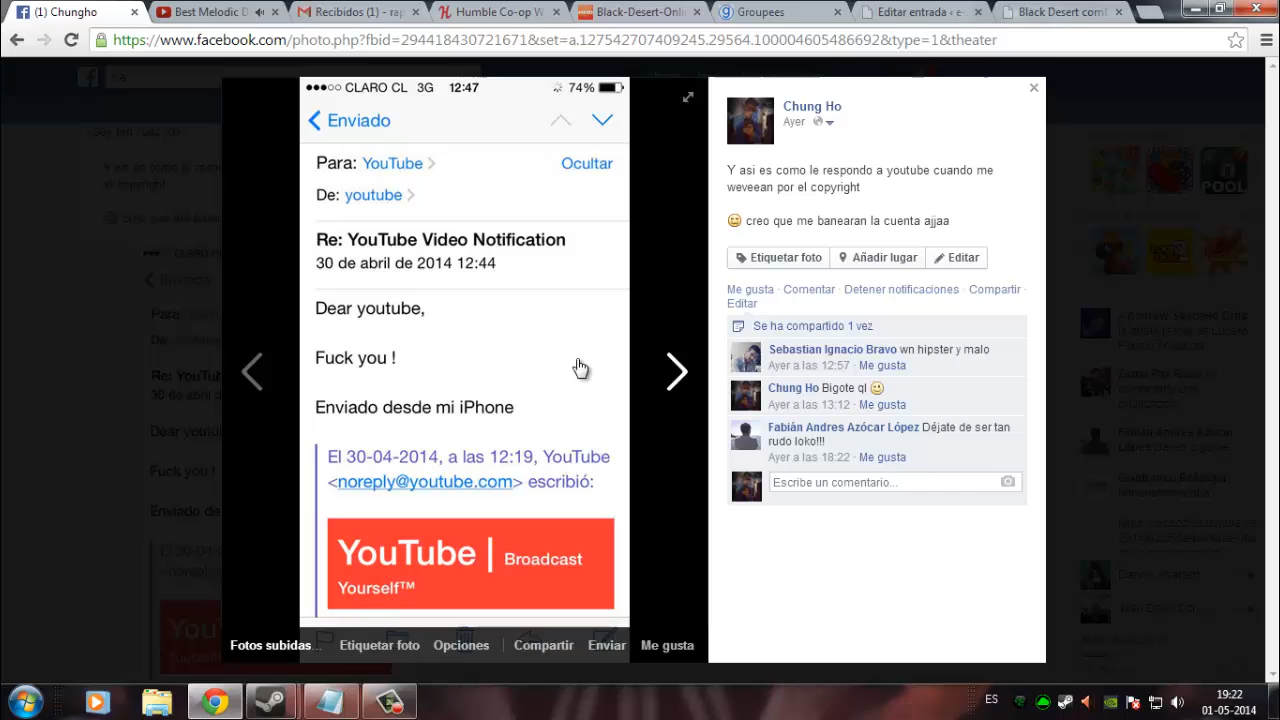 (1) Chungho
Best Melodic D
Recibidos (1) - rap
Humble Co-op W
Black-Desert-Onli
Groupees
Editar entrada ‹ e
Black Desert coml
https://www.facebook.com/photo.php?fbid=294418430721671&set=a.127542707409245.29564.100004605486692&type=1&theater
CLARO CL 3G 12:47 74%
Enviado
Para: YouTube Ocultar
De: youtube
Re: YouTube Video Notification
30 de abril de 2014 12:44
Dear youtube,
Fuck you !
Enviado desde mi iPhone
El 30-04-2014, a las 12:19, YouTube
<noreply@youtube.com> escribió:
YouTube | Broadcast
Yourself™
Fotos subidas... Etiquetar foto Opciones Compartir Enviar Me gusta
Chung Ho
Ayer
Y asi es como le respondo a youtube cuando me
weveean por el copyright
creo que me banearan la cuenta ajjaa
Etiquetar foto Añadir lugar Editar
Me gusta · Comentar · Detener notificaciones · Compartir ·
Editar
Se ha compartido 1 vez
Sebastian Ignacio Bravo wn hipster y malo
Ayer a las 12:57 · Me gusta
Chung Ho Bigote ql
Ayer a las 13:12 · Me gusta
Fabián Andres Azócar López Déjate de ser tan
rudo loko!!!
Ayer a las 18:22 · Me gusta
Escribe un comentario...
POOL
ES
19:22
01-05-2014